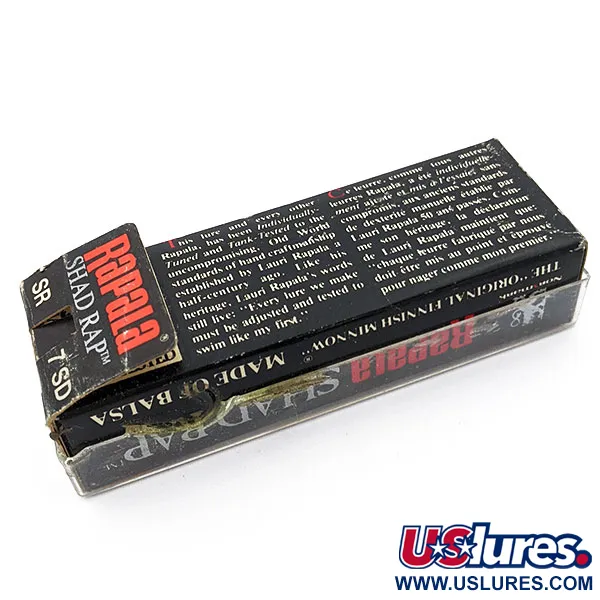 Rapala
SHAD RAP™
SR
7 SD
This lure and every other
Rapala, has been Individually-
Tuned and Tank-Tested to the
uncompromising, Old World
standards of hand craftmanship
established by Lauri Rapala a
half-century ago. Like his
heritage, Lauri Rapala's words
still live: "Every lure we make
must be adjusted and tested to
swim like my first."
Ce leurre, comme tous autres
leurres Rapala, a été individuelle-
ment ajusté et mis à l'essaie, sans
compromis, aux anciens standards
de dextérité manuelle établie par
Lauri Rapala 50 ans passés. Com-
me son héritage, la déclaration
de Lauri Rapala maintient que
chaque leurre fabriqué par nous
doit être mis au point et éprouvé
pour nager comme mon premier.
THE "ORIGINAL FINNISH MINNOW"
MADE OF BALSA
Rapala
SHAD RAP™
USlures.
WWW.USLURES.COM